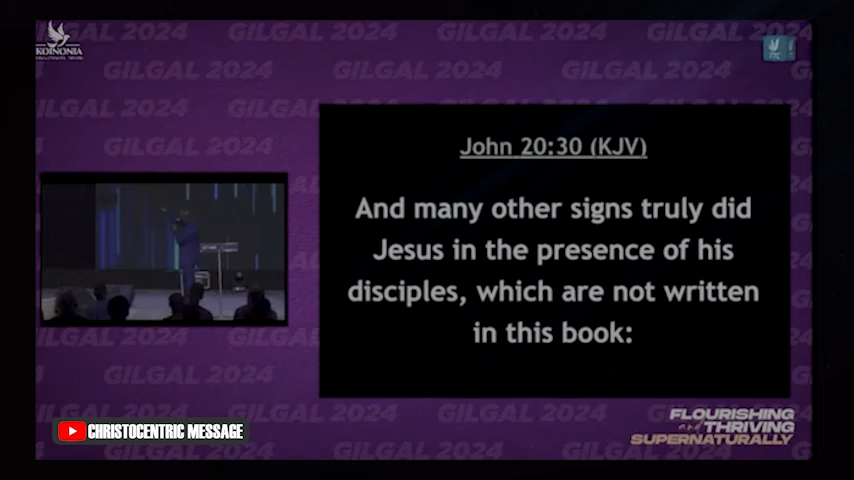 KOINONIA
GILGAL 2024
John 20:30 (KJV)
And many other signs truly did
Jesus in the presence of his
disciples, which are not written
in this book:
CHRISTOCENTRIC MESSAGE
FLOURISHING
and THRIVING
SUPERNATURALLY